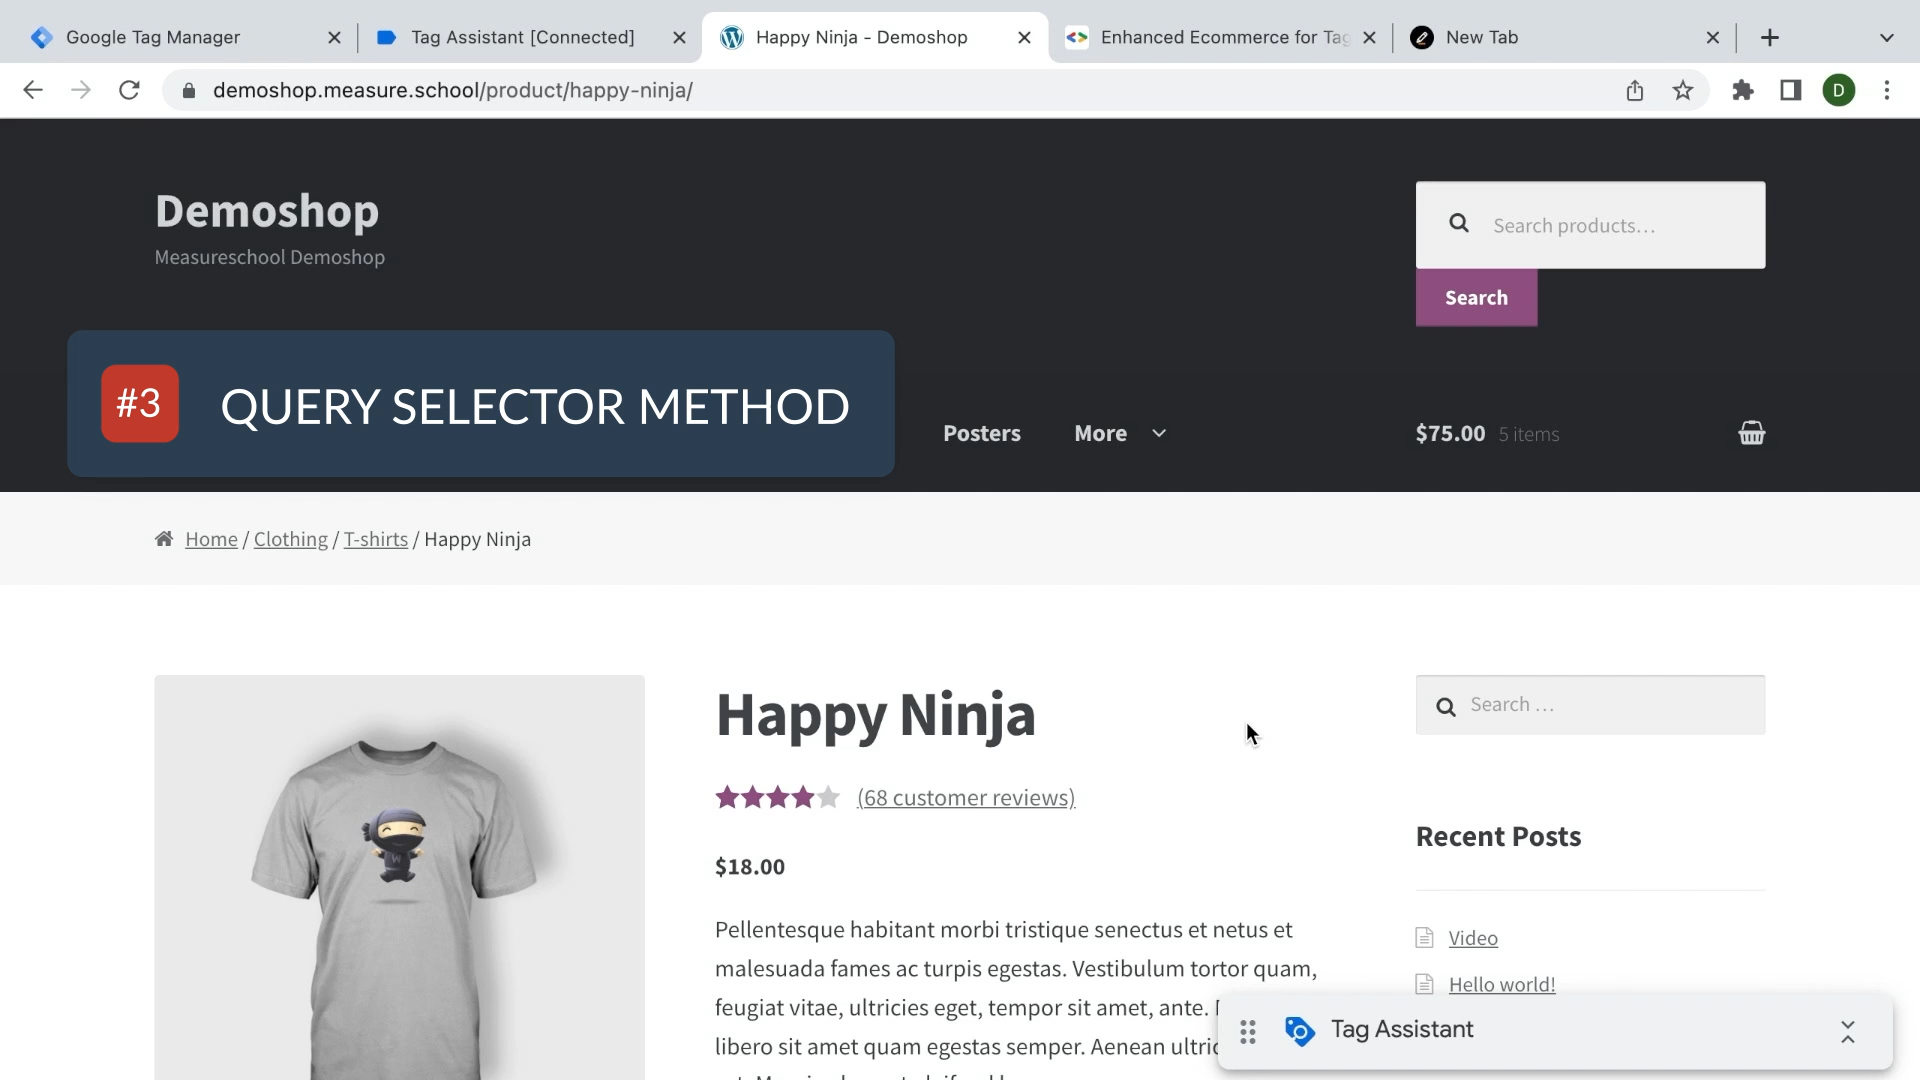 Google Tag Manager
Tag Assistant [Connected]
Happy Ninja - Demoshop
Enhanced Ecommerce for Tag
New Tab
demoshop.measure.school/product/happy-ninja/
D
Demoshop
Measureschool Demoshop
Search products…
Search
#3 QUERY SELECTOR METHOD
Posters
More
$75.00 5 items
Home / Clothing / T-shirts / Happy Ninja
Happy Ninja
(68 customer reviews)
$18.00
Pellentesque habitant morbi tristique senectus et netus et
malesuada fames ac turpis egestas. Vestibulum tortor quam,
feugiat vitae, ultricies eget, tempor sit amet, ante.
libero sit amet quam egestas semper. Aenean
W
Search …
Recent Posts
Video
Hello world!
Tag Assistant